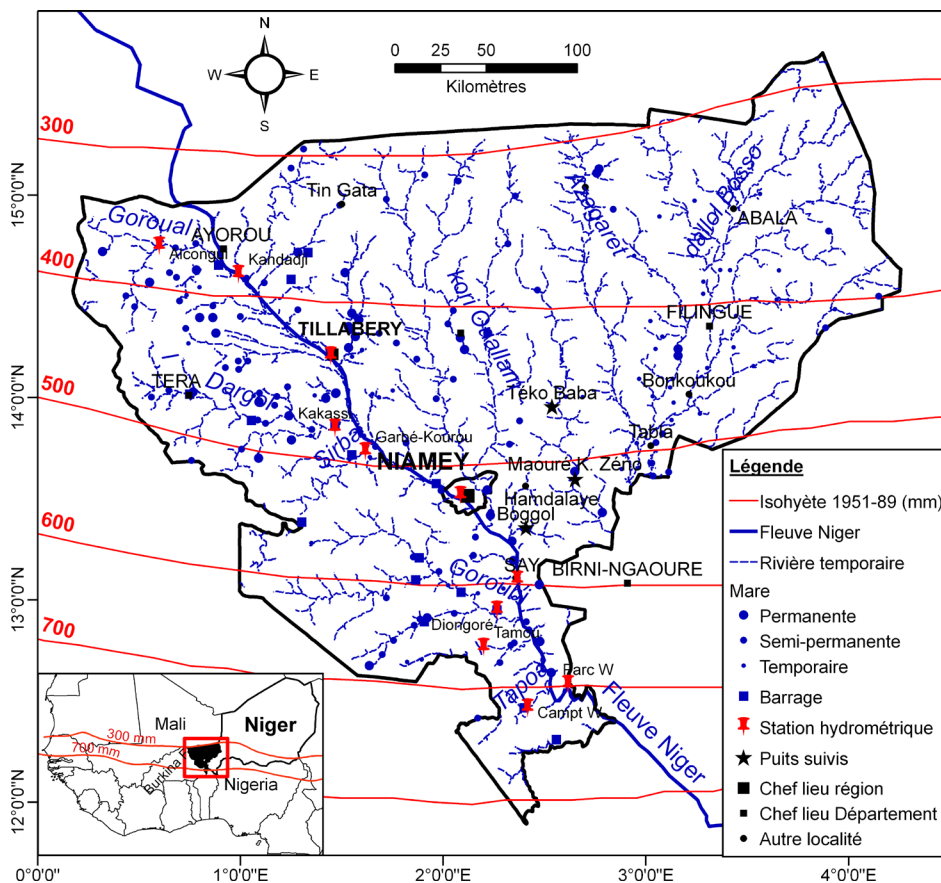 N
W E
S
0 25 50 100
Kilomètres
300
400
500
600
700
15°0'0"N
14°0'0"N
13°0'0"N
12°0'0"N
Tin Gata
Goroual
AYOROU
Alcongui
Kandadji
Azagaret
dallol Bosso
ABALA
Kori Ouallam
FILINGUE
TILLABERY
TERA
Dargol
Téko Baba
Bonkoukou
Kakassi
Sirba
Garbé-Kourou
Tabla
NIAMEY
Maouré K. Zéno
Hamdalaye
Boggol
SAY
BIRNI-NGAOURE
Goroubi
Diongoré
Tamou
Tapoa
Parc W
Campt W
Fleuve Niger
Légende
Isohyète 1951-89 (mm)
Fleuve Niger
Rivière temporaire
Mare
Permanente
Semi-permanente
Temporaire
Barrage
Station hydrométrique
Puits suivis
Chef lieu région
Chef lieu Département
Autre localité
Mali
Niger
300 mm
700 mm
Burkina
Nigeria
0°0'0" 1°0'0"E 2°0'0"E 3°0'0"E 4°0'0"E